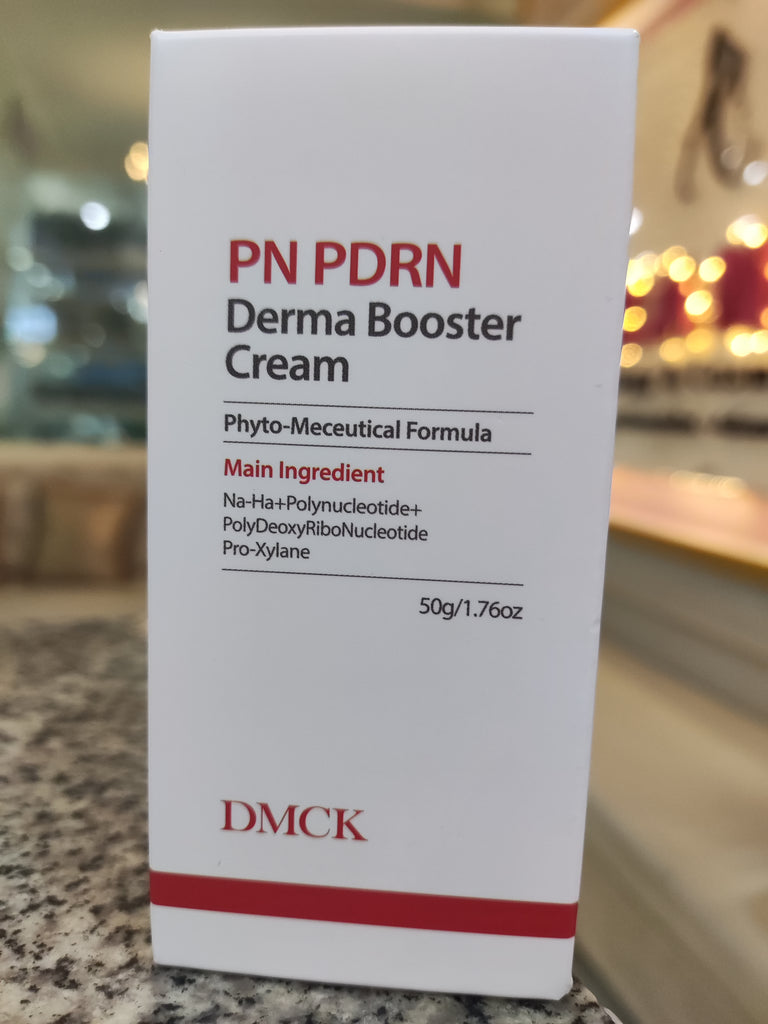 PN PDRN
Derma Booster
Cream
Phyto-Meceutical Formula
Main Ingredient
Na-Ha+Polynucleotide+
PolyDeoxyRiboNucleotide
Pro-Xylane
50g/1.76oz
DMCK